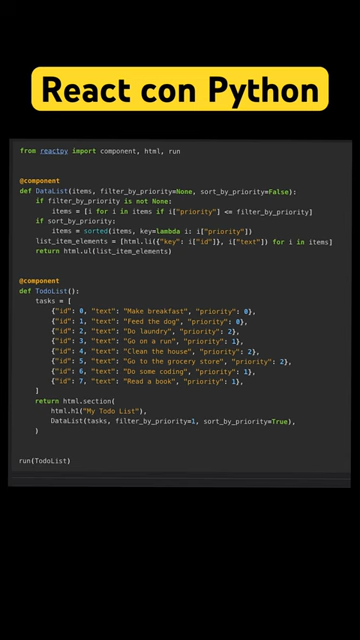 React con Python
from reactpy import component, html, run
@component
def DataList(items, filter_by_priority=None, sort_by_priority=False):
    if filter_by_priority is not None:
        items = [i for i in items if i["priority"] <= filter_by_priority]
    if sort_by_priority:
        items = sorted(items, key=lambda i: i["priority"])
    list_item_elements = [html.li({"key": i["id"]}, i["text"]) for i in items]
    return html.ul(list_item_elements)
@component
def TodoList():
    tasks = [
        {"id": 0, "text": "Make breakfast", "priority": 0},
        {"id": 1, "text": "Feed the dog", "priority": 0},
        {"id": 2, "text": "Do laundry", "priority": 2},
        {"id": 3, "text": "Go on a run", "priority": 1},
        {"id": 4, "text": "Clean the house", "priority": 2},
        {"id": 5, "text": "Go to the grocery store", "priority": 2},
        {"id": 6, "text": "Do some coding", "priority": 1},
        {"id": 7, "text": "Read a book", "priority": 1},
    ]
    return html.section(
        html.h1("My Todo List"),
        DataList(tasks, filter_by_priority=1, sort_by_priority=True),
    )
run(TodoList)